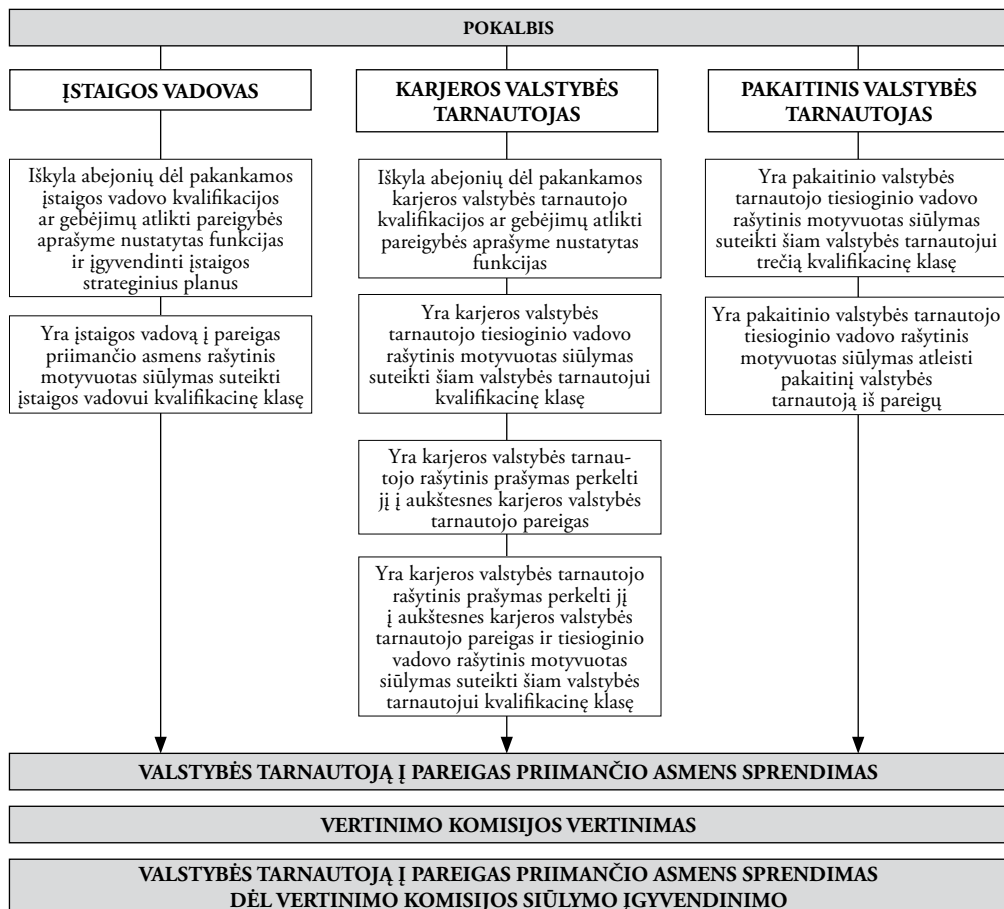 POKALBIS
ĮSTAIGOS VADOVAS
Iškyla abejonių dėl pakankamos
įstaigos vadovo kvalifikacijos
ar gebėjimų atlikti pareigybės
aprašyme nustatytas funkcijas
ir įgyvendinti įstaigos
strateginius planus
Yra įstaigos vadovą į pareigas
priimančio asmens rašytinis
motyvuotas siūlymas suteikti
įstaigos vadovui kvalifikacinę klasę
KARJEROS VALSTYBĖS
TARNAUTOJAS
Iškyla abejonių dėl pakankamos
karjeros valstybės tarnautojo
kvalifikacijos ar gebėjimų atlikti
pareigybės aprašyme nustatytas
funkcijas
Yra karjeros valstybės
tarnautojo tiesioginio vadovo
rašytinis motyvuotas siūlymas
suteikti šiam valstybės tarnautojui
kvalifikacinę klasę
Yra karjeros valstybės tarnau-
tojo rašytinis prašymas perkelti
jį į aukštesnes karjeros valstybės
tarnautojo pareigas
Yra karjeros valstybės tarnautojo
rašytinis prašymas perkelti jį
į aukštesnes karjeros valstybės
tarnautojo pareigas ir tiesioginio
vadovo rašytinis motyvuotas
siūlymas suteikti šiam valstybės
tarnautojui kvalifikacinę klasę
PAKAITINIS VALSTYBĖS
TARNAUTOJAS
Yra pakaitinio valstybės
tarnautojo tiesioginio vadovo
rašytinis motyvuotas siūlymas
suteikti šiam valstybės tarnautojui
trečią kvalifikacinę klasę
Yra pakaitinio valstybės tarnautojo
tiesioginio vadovo rašytinis
motyvuotas siūlymas atleisti
pakaitinį valstybės
tarnautoją iš pareigų
VALSTYBĖS TARNAUTOJĄ Į PAREIGAS PRIIMANČIO ASMENS SPRENDIMAS
VERTINIMO KOMISIJOS VERTINIMAS
VALSTYBĖS TARNAUTOJĄ Į PAREIGAS PRIIMANČIO ASMENS SPRENDIMAS
DĖL VERTINIMO KOMISIJOS SIŪLYMO ĮGYVENDINIMO